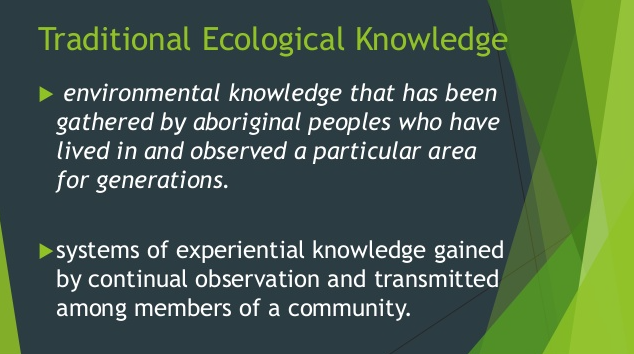 Traditional Ecological Knowledge
environmental knowledge that has been
gathered by aboriginal peoples who have
lived in and observed a particular area
for generations.
systems of experiential knowledge gained
by continual observation and transmitted
among members of a community.